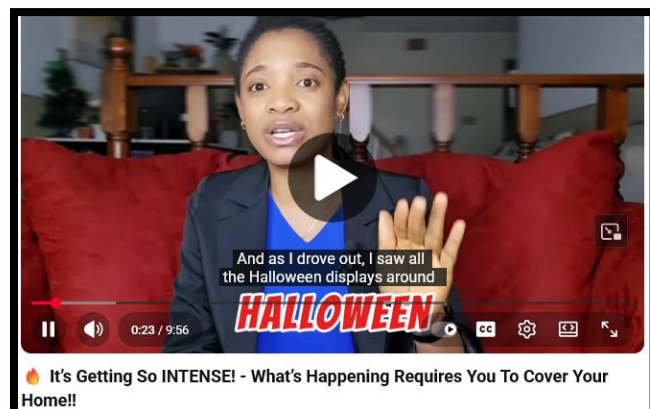 And as I drove out, I saw all
the Halloween displays around
HALLOWEEN
CC
0:23 / 9:56
🔥 It's Getting So INTENSE! - What's Happening Requires You To Cover Your
Home!!